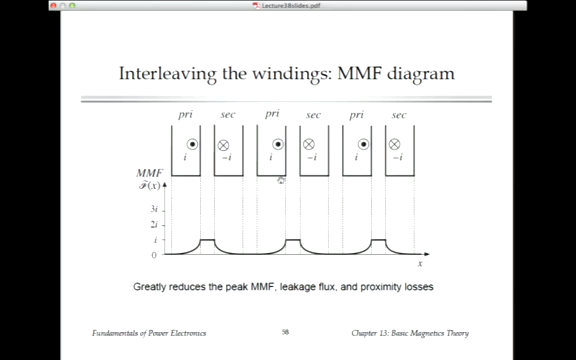 Lecture38slides.pdf
Interleaving the windings: MMF diagram
pri sec pri sec pri sec
i −i i −i i −i
MMF
ℱ(x)
3i
2i
i
0
x
Greatly reduces the peak MMF, leakage flux, and proximity losses
Fundamentals of Power Electronics 58 Chapter 13: Basic Magnetics Theory